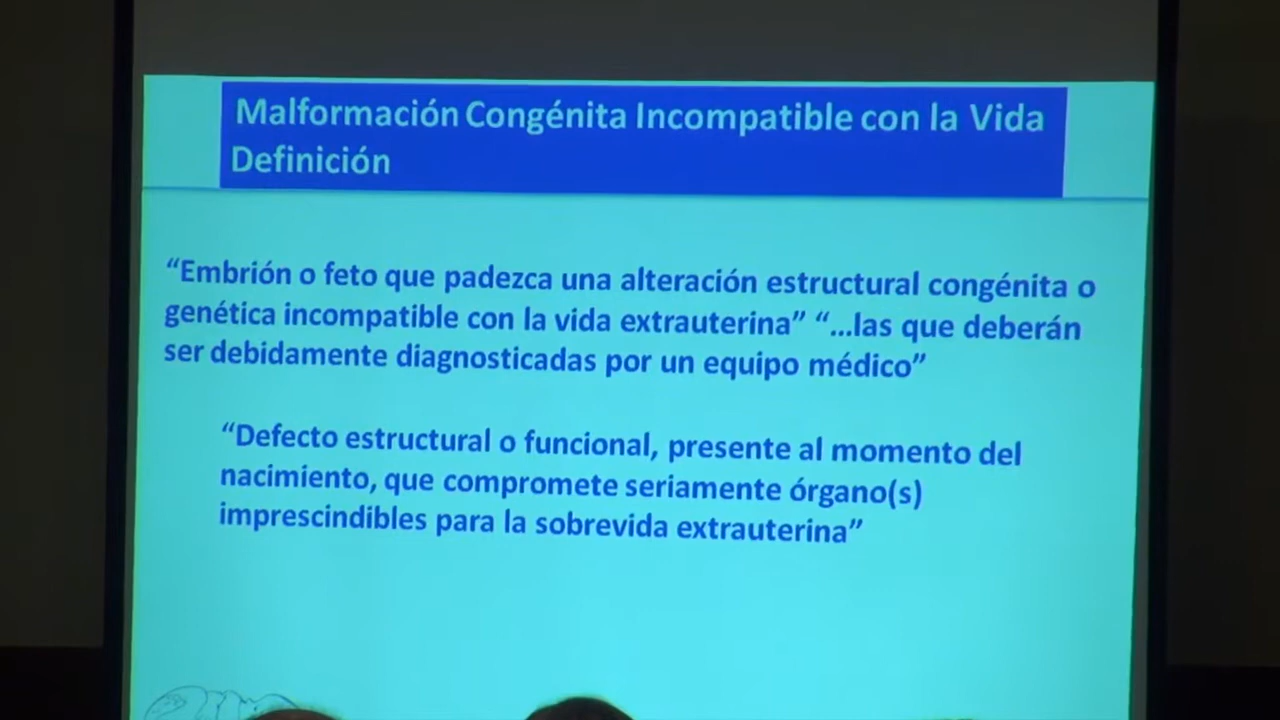 Malformación Congénita Incompatible con la Vida
Definición
“Embrión o feto que padezca una alteración estructural congénita o
genética incompatible con la vida extrauterina” “...las que deberán
ser debidamente diagnosticadas por un equipo médico”
“Defecto estructural o funcional, presente al momento del
nacimiento, que compromete seriamente órgano(s)
imprescindibles para la sobrevida extrauterina”